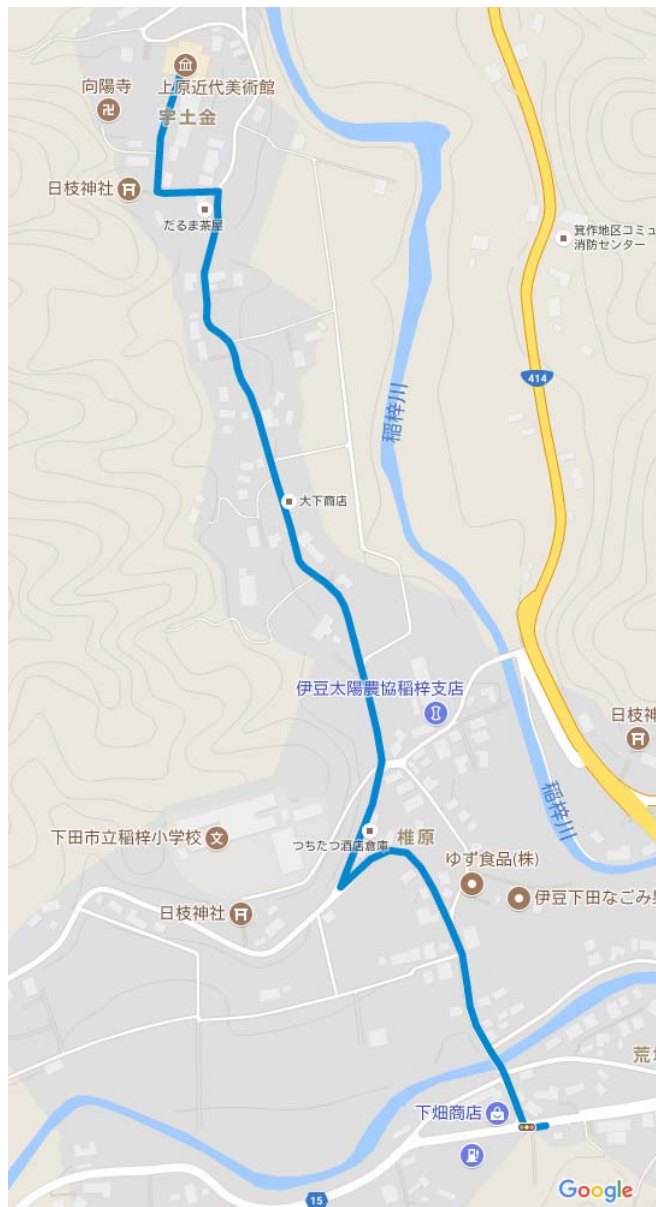 上原近代美術館
向陽寺
宇土金
日枝神社
だるま茶屋
箕作地区コミュ
消防センター
414
稲梓川
大下商店
伊豆太陽農協稲梓支店
日枝神
稲梓川
つちたつ酒店倉庫
椎原
下田市立稲梓小学校
ゆず食品(株)
伊豆下田なごみ
日枝神社
下畑商店
15
Google